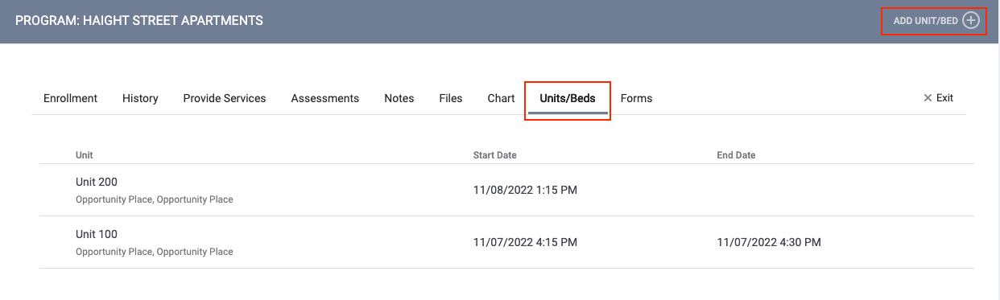 PROGRAM: HAIGHT STREET APARTMENTS
ADD UNIT/BED
Enrollment History Provide Services Assessments Notes Files Chart Units/Beds Forms Exit
Unit Start Date End Date
Unit 200
Opportunity Place, Opportunity Place
11/08/2022 1:15 PM
Unit 100
Opportunity Place, Opportunity Place
11/07/2022 4:15 PM 11/07/2022 4:30 PM